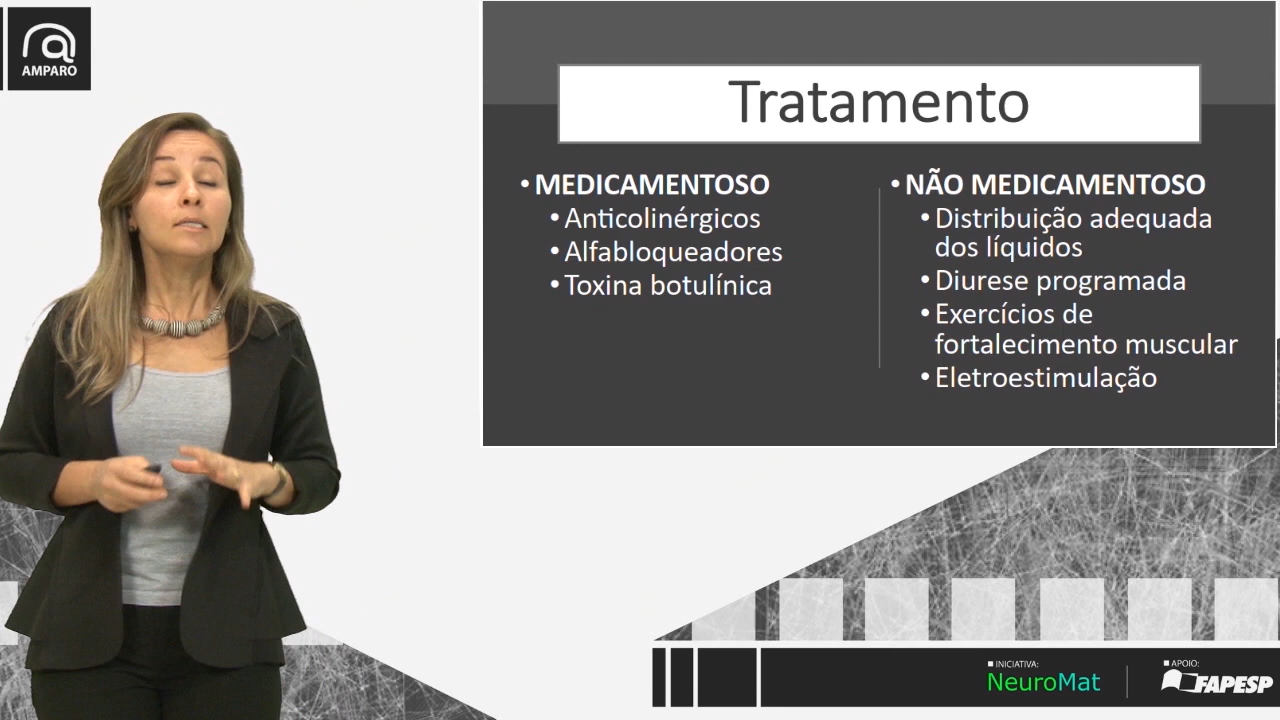 AMPARO
Tratamento
• MEDICAMENTOSO
• Anticolinérgicos
• Alfabloqueadores
• Toxina botulínica
• NÃO MEDICAMENTOSO
• Distribuição adequada
dos líquidos
• Diurese programada
• Exercícios de
fortalecimento muscular
• Eletroestimulação
INICIATIVA:
NeuroMat
APOIO:
FAPESP